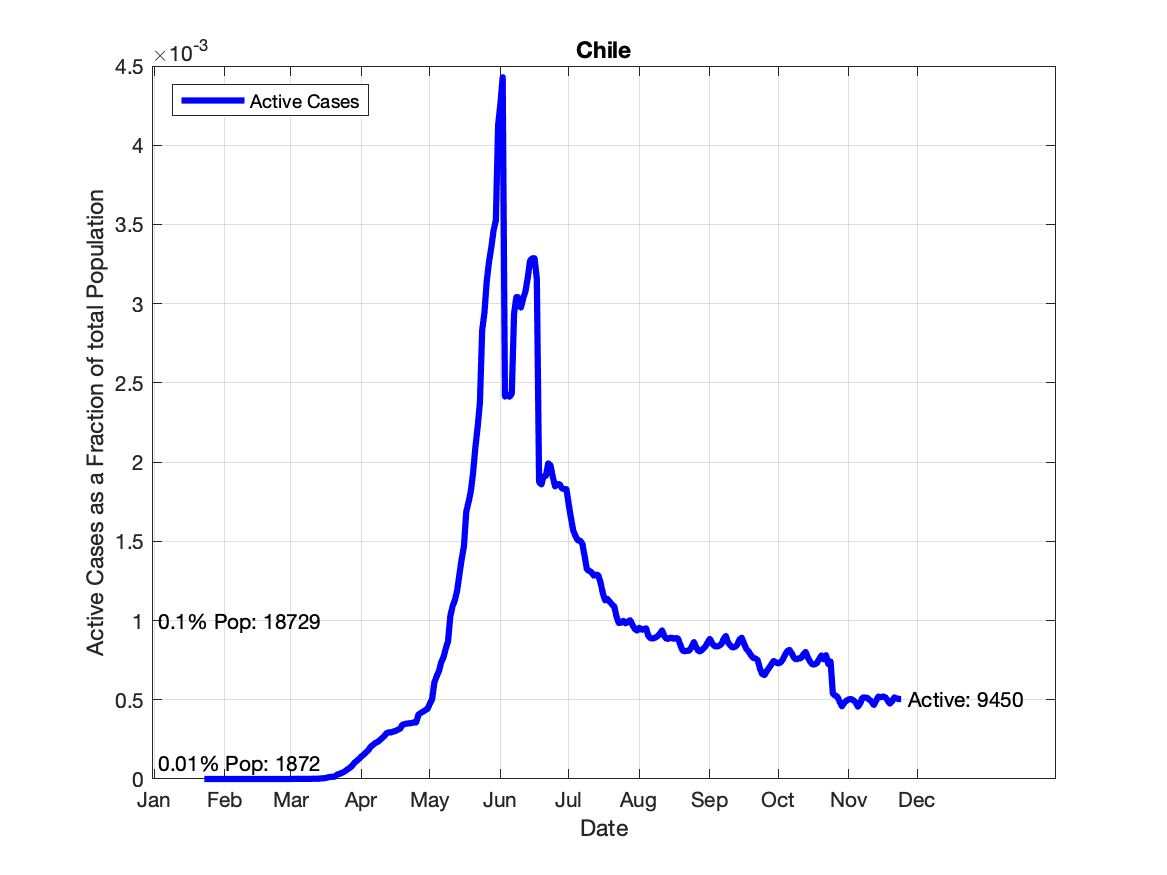 Chile
×10-3
Active Cases
4.5
4
3.5
3
2.5
2
1.5
1
0.5
0
Active Cases as a Fraction of total Population
0.1% Pop: 18729
0.01% Pop: 1872
Active: 9450
Jan Feb Mar Apr May Jun Jul Aug Sep Oct Nov Dec
Date